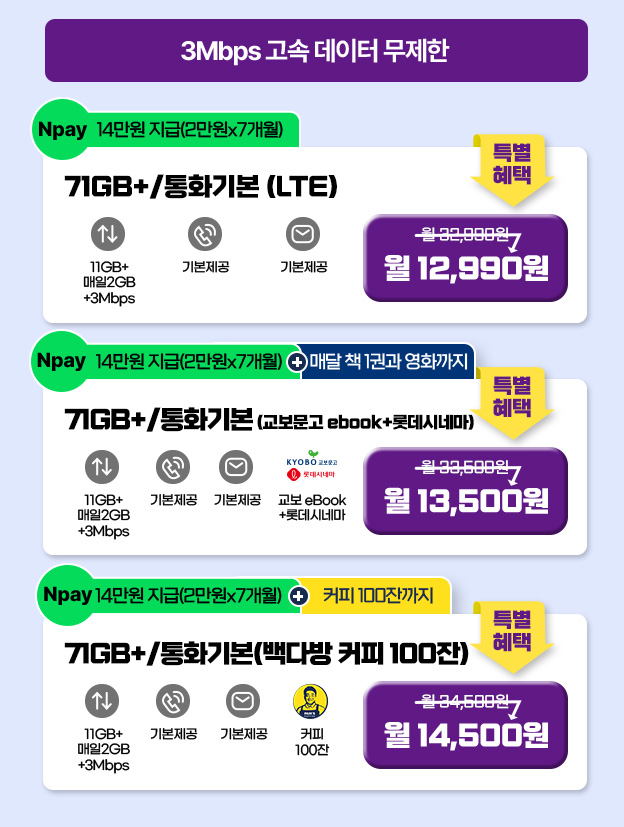 3Mbps 고속 데이터 무제한
Npay 14만원 지급(2만원x7개월)
특별
혜택
71GB+/통화기본 (LTE)
11GB+
매일2GB
+3Mbps
기본제공
기본제공
월 32,990원
월 12,990원
Npay 14만원 지급(2만원x7개월) + 매달 책 1권과 영화까지
특별
혜택
71GB+/통화기본 (교보문고 ebook+롯데시네마)
11GB+
매일2GB
+3Mbps
기본제공
기본제공
KYOBO 교보문고
롯데시네마
교보 eBook
+롯데시네마
월 33,500원
월 13,500원
Npay 14만원 지급(2만원x7개월) + 커피 100잔까지
특별
혜택
71GB+/통화기본(백다방 커피 100잔)
11GB+
매일2GB
+3Mbps
기본제공
기본제공
커피
100잔
월 34,500원
월 14,500원